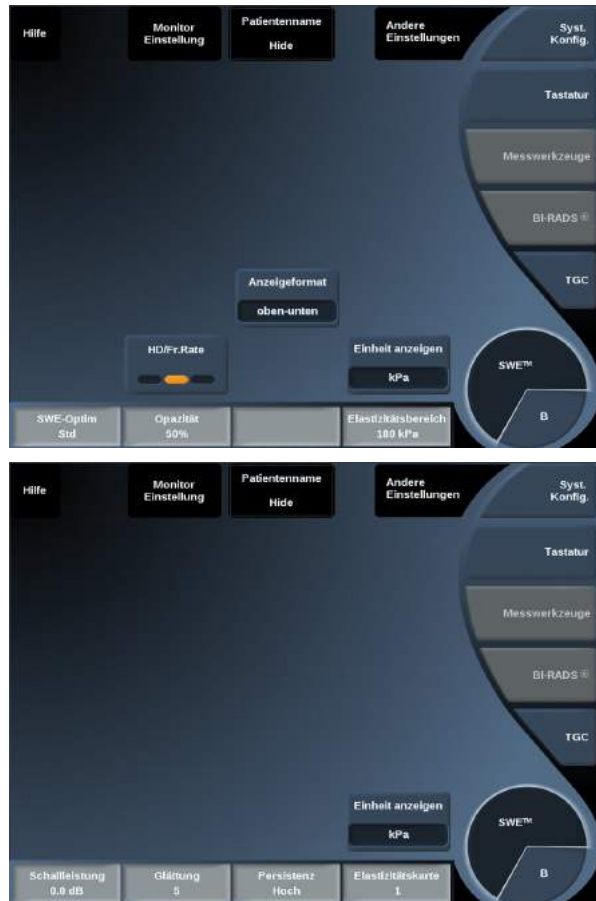 Hilfe
Monitor
Einstellung
Patientenname
Hide
Andere
Einstellungen
Syst.
Konfig.
Tastatur
Messwerkzeuge
BI-RADS ®
TGC
Anzeigeformat
oben-unten
HD/Fr.Rate
Einheit anzeigen
kPa
SWE™
B
SWE-Optim
Std
Opazität
50%
Elastizitätsbereich
180 kPa
Hilfe
Monitor
Einstellung
Patientenname
Hide
Andere
Einstellungen
Syst.
Konfig.
Tastatur
Messwerkzeuge
BI-RADS ®
TGC
Einheit anzeigen
kPa
SWE™
B
Schallleistung
0.0 dB
Glättung
5
Persistenz
Hoch
Elastizitätskarte
1